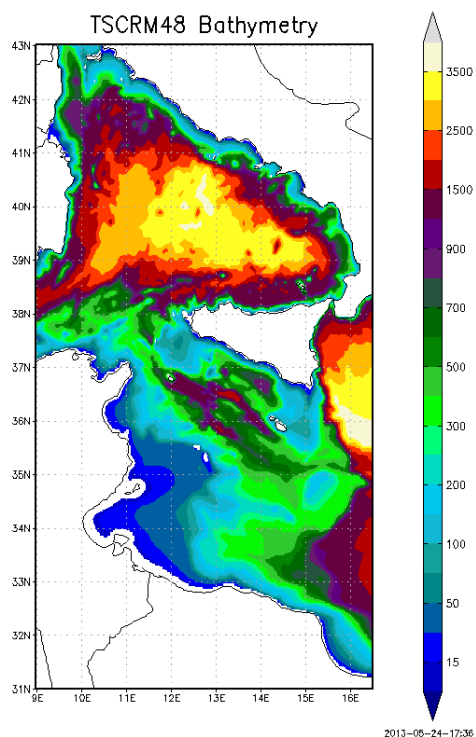 TSCRM48 Bathymetry
43N
42N
41N
40N
39N
38N
37N
36N
35N
34N
33N
32N
31N
9E 10E 11E 12E 13E 14E 15E 16E
3500
2500
1500
900
700
500
300
200
100
50
15
2013-05-24-17:36